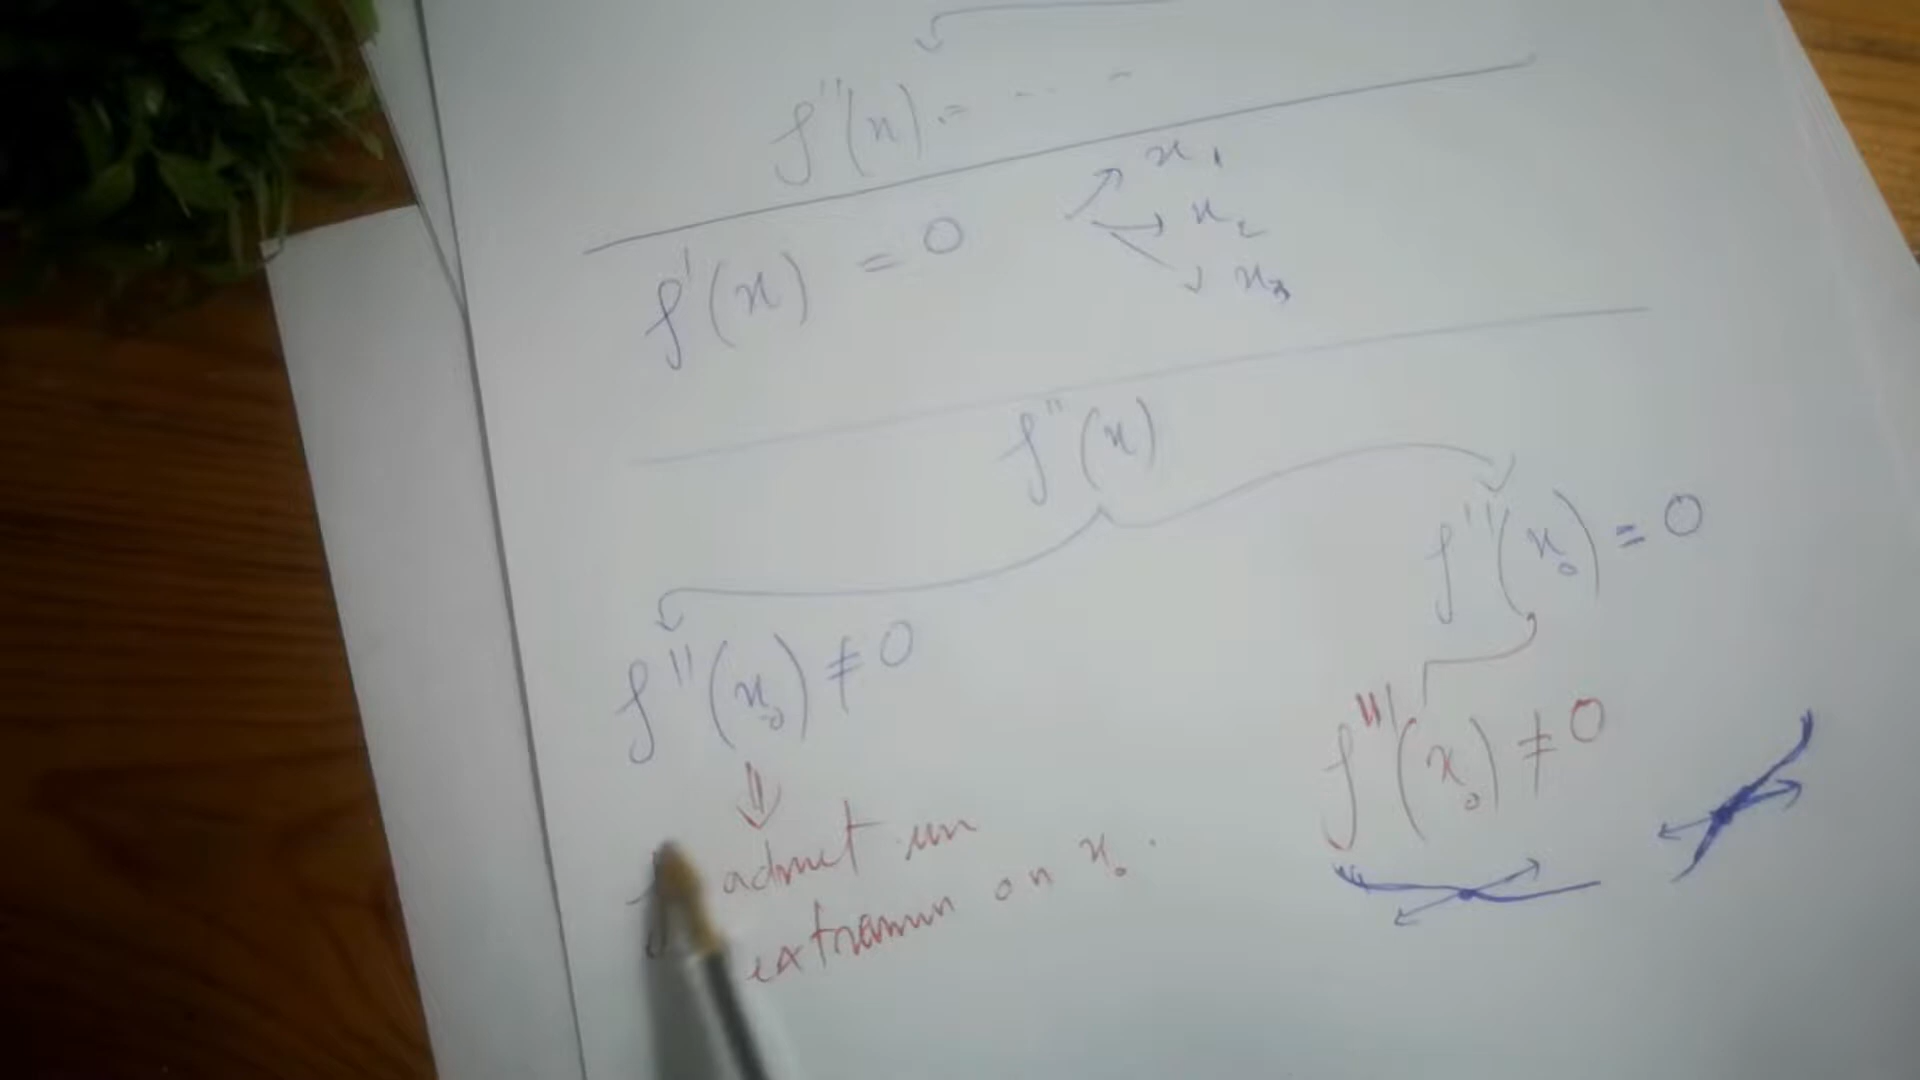 f''(x) = ...
f'(x) = 0
x1
x2
x3
f''(x)
f''(x0) = 0
f''(x0) ≠ 0
f'''(x0) ≠ 0
f admet un
extremum en x0.